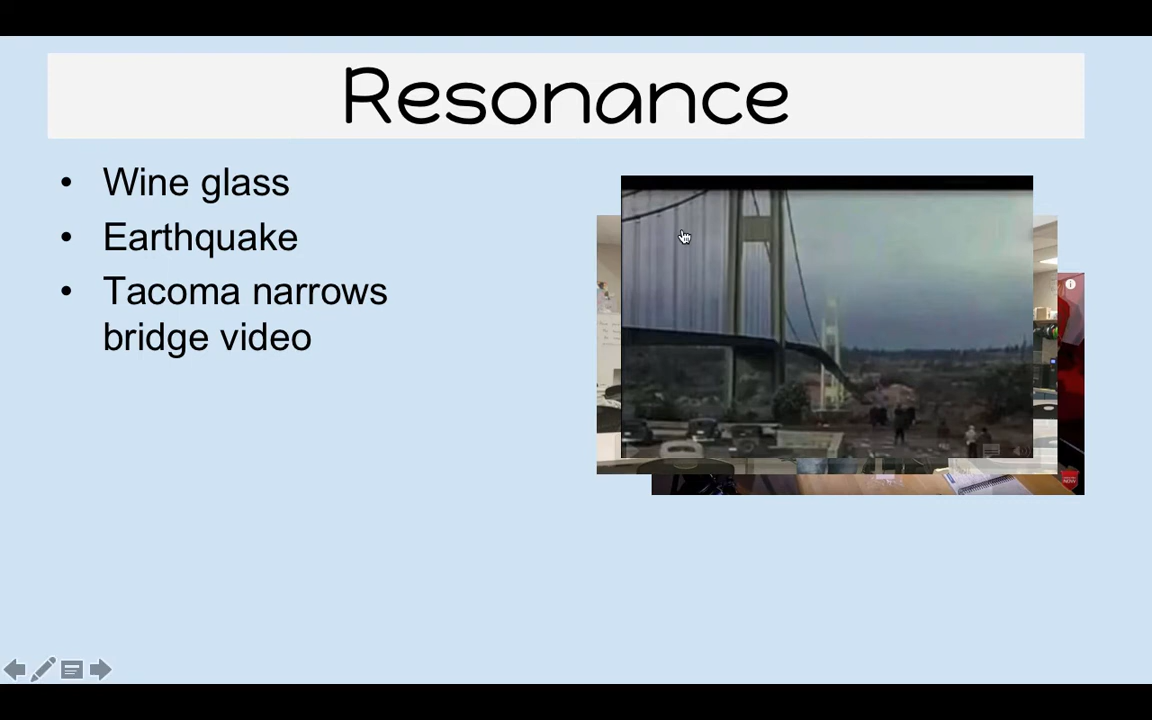 Resonance
• Wine glass
• Earthquake
• Tacoma narrows
bridge video